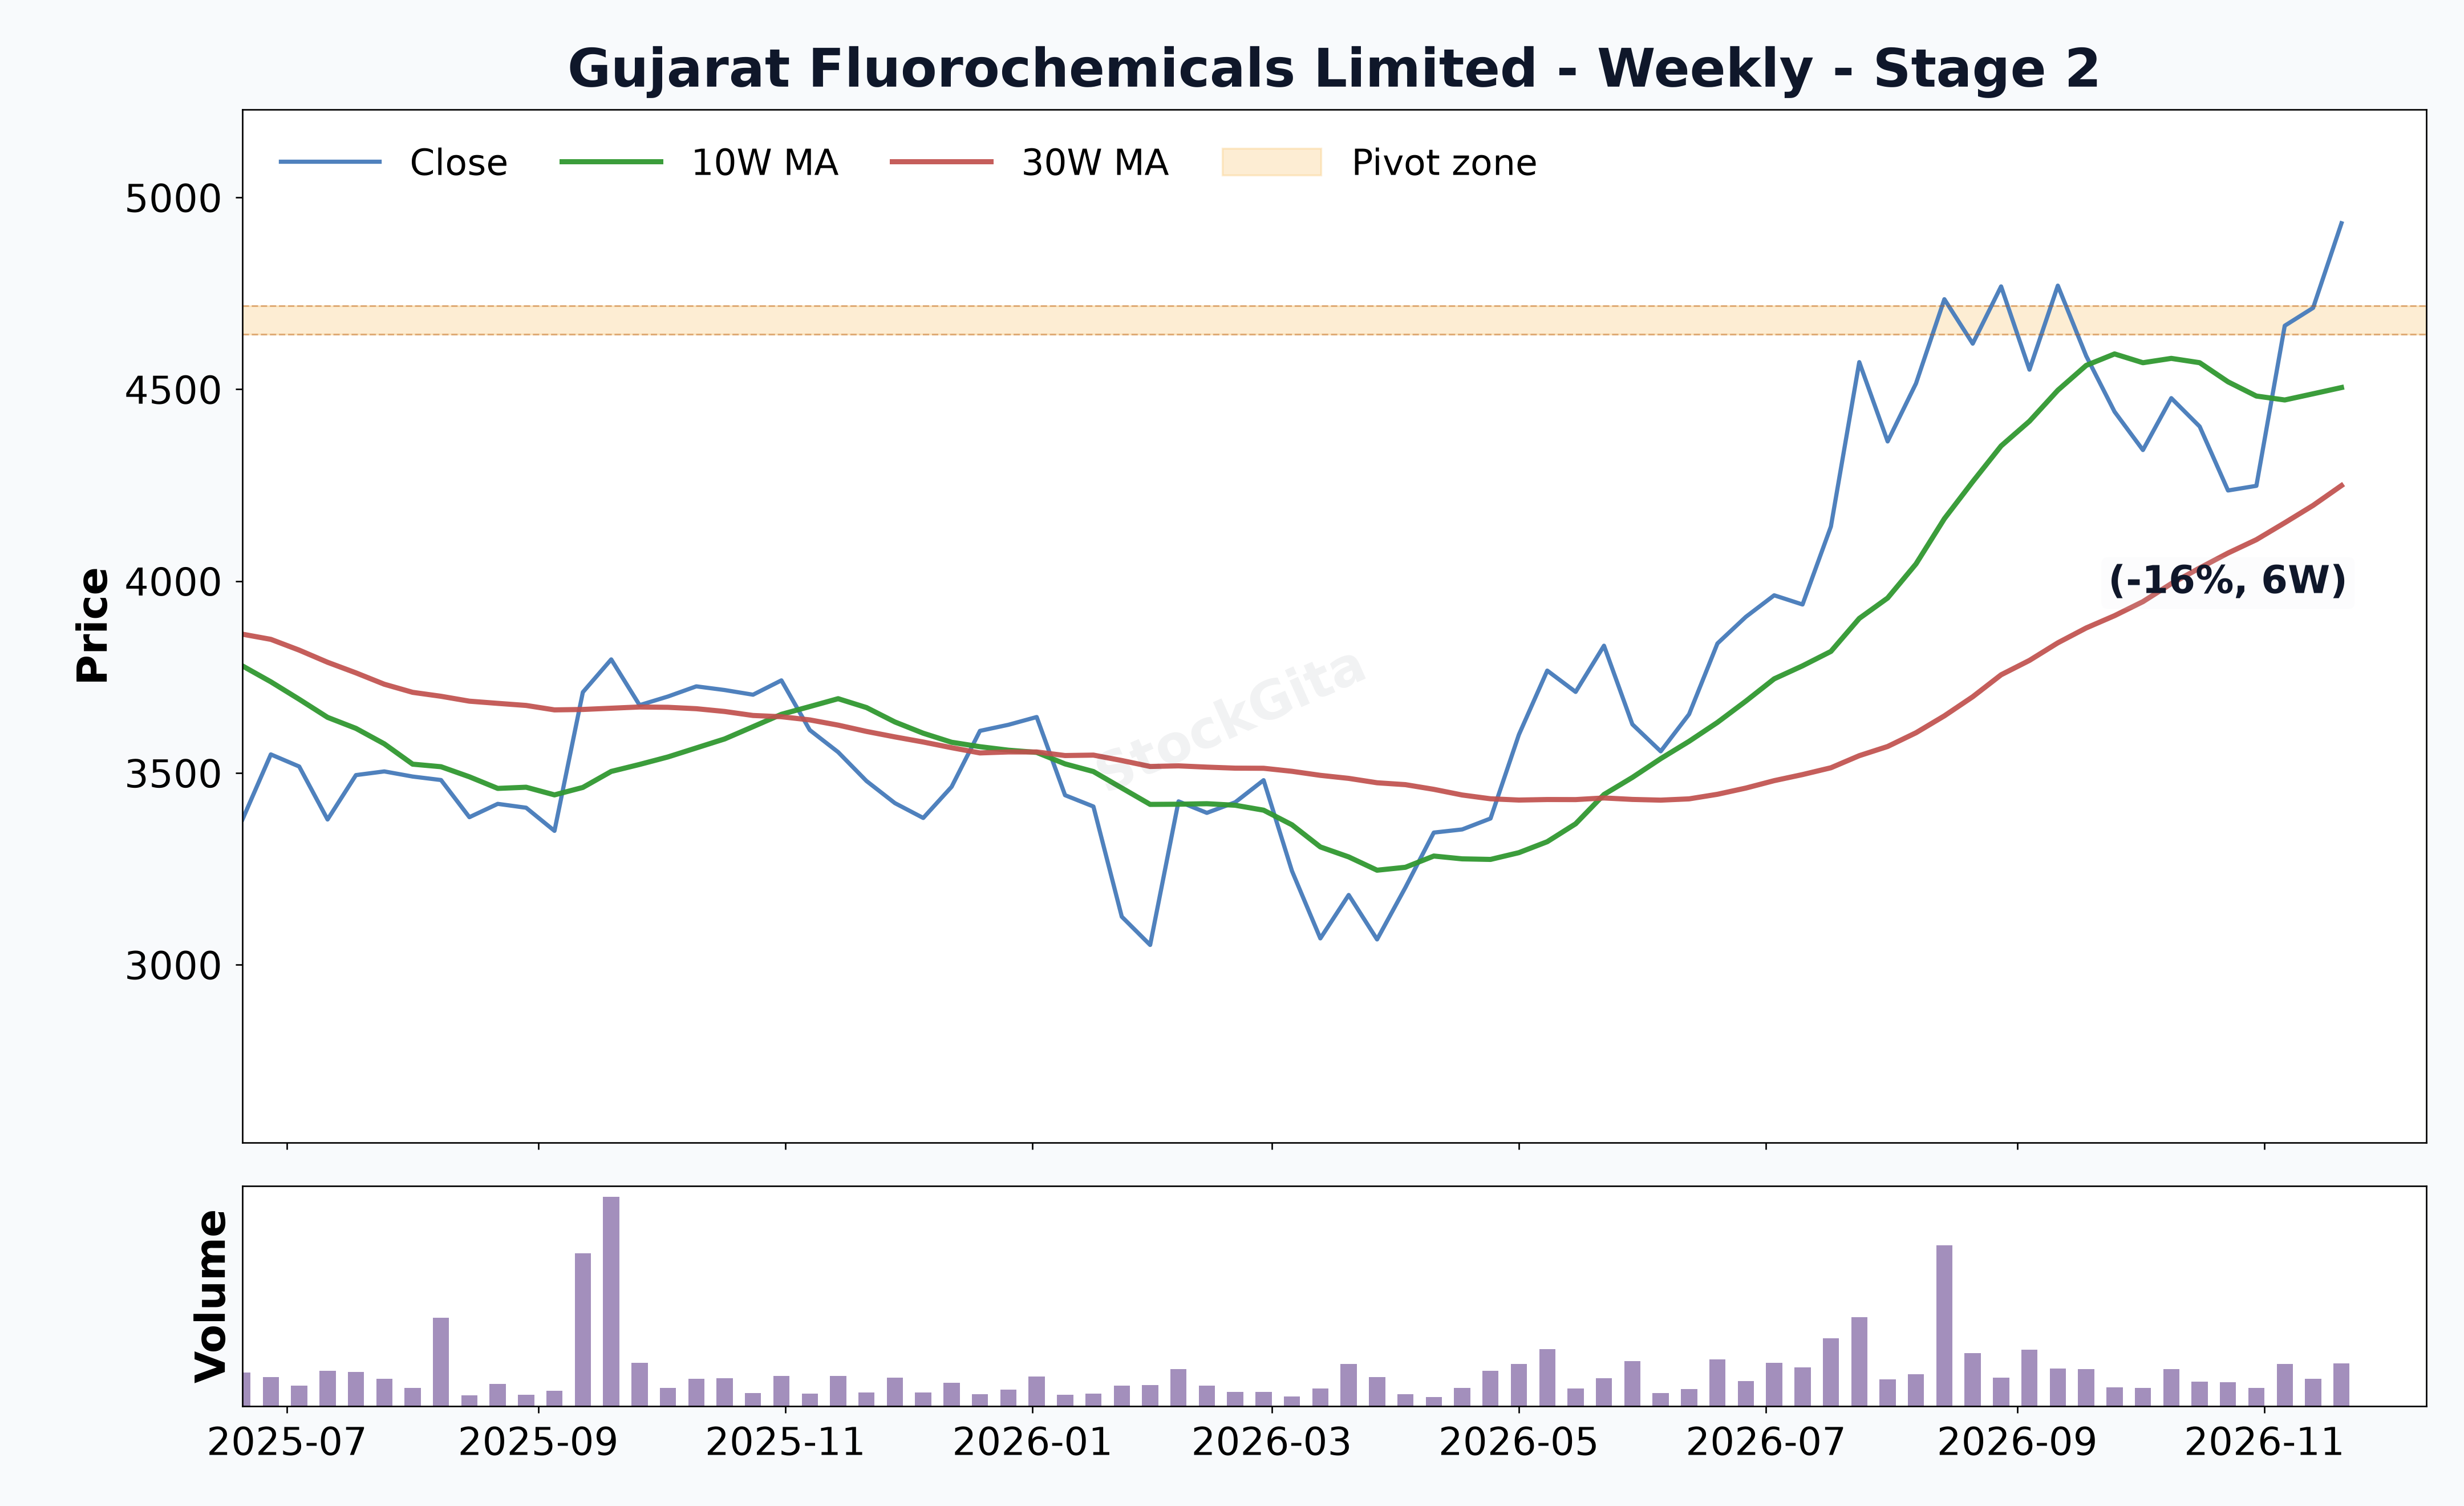 Gujarat Fluorochemicals Limited - Weekly - Stage 2
Close 10W MA 30W MA Pivot zone
5000
4500
4000
3500
3000
Price
(-16%, 6W)
StockGita
Volume
2025-07 2025-09 2025-11 2026-01 2026-03 2026-05 2026-07 2026-09 2026-11